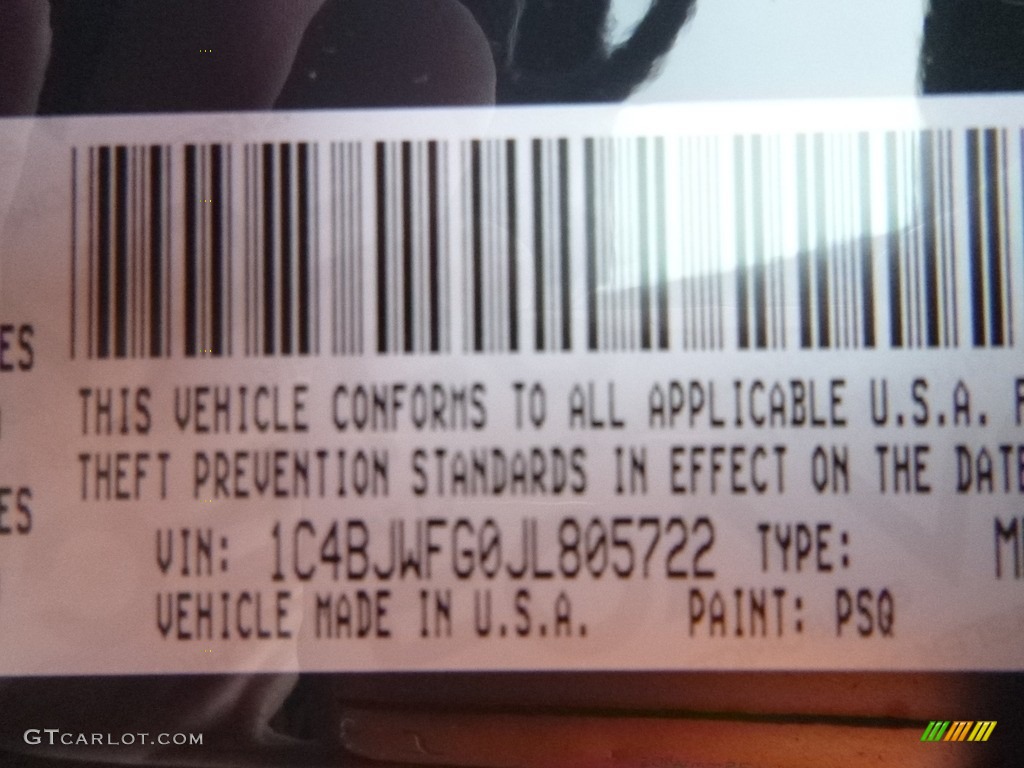 ES
THIS VEHICLE CONFORMS TO ALL APPLICABLE U.S.A. F
THEFT PREVENTION STANDARDS IN EFFECT ON THE DATE
ES
VIN: 1C4BJWFG0JL805722 TYPE:
VEHICLE MADE IN U.S.A. PAINT: PSQ
GTCARLOT.COM